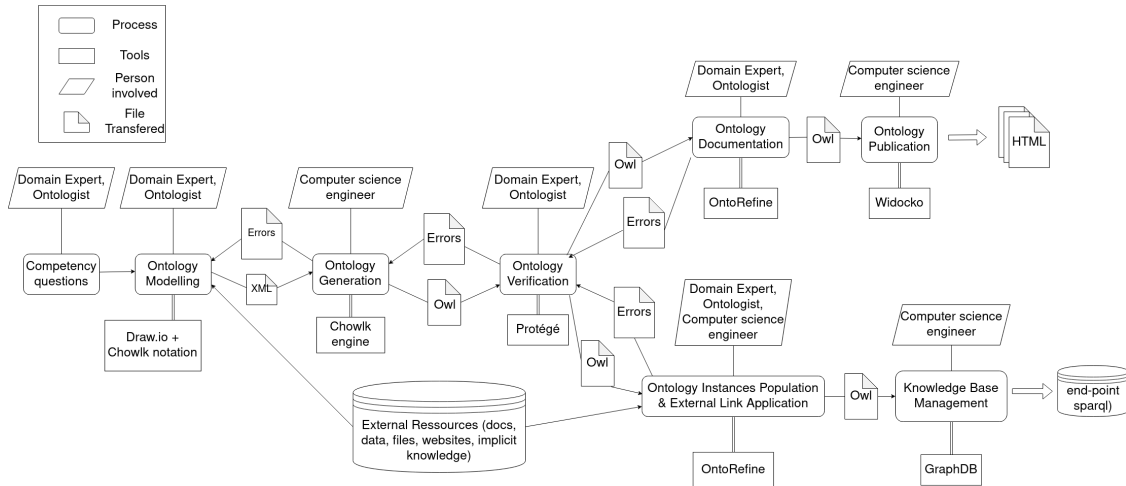 Process
Tools
Person
involved
File
Transfered
Domain Expert,
Ontologist
Computer science
engineer
Ontology
Documentation
Owl
Ontology
Publication
HTML
OntoRefine
Widocko
Owl
Errors
Domain Expert,
Ontologist
Domain Expert,
Ontologist
Computer science
engineer
Domain Expert,
Ontologist
Competency
questions
Ontology
Modelling
Errors
XML
Ontology
Generation
Errors
Owl
Ontology
Verification
Draw.io +
Chowlk notation
Chowlk
engine
Protégé
Errors
Owl
Domain Expert,
Ontologist,
Computer science
engineer
Computer science
engineer
External Ressources (docs,
data, files, websites, implicit
knowledge)
Ontology Instances Population
& External Link Application
Owl
Knowledge Base
Management
end-point
sparql)
OntoRefine
GraphDB